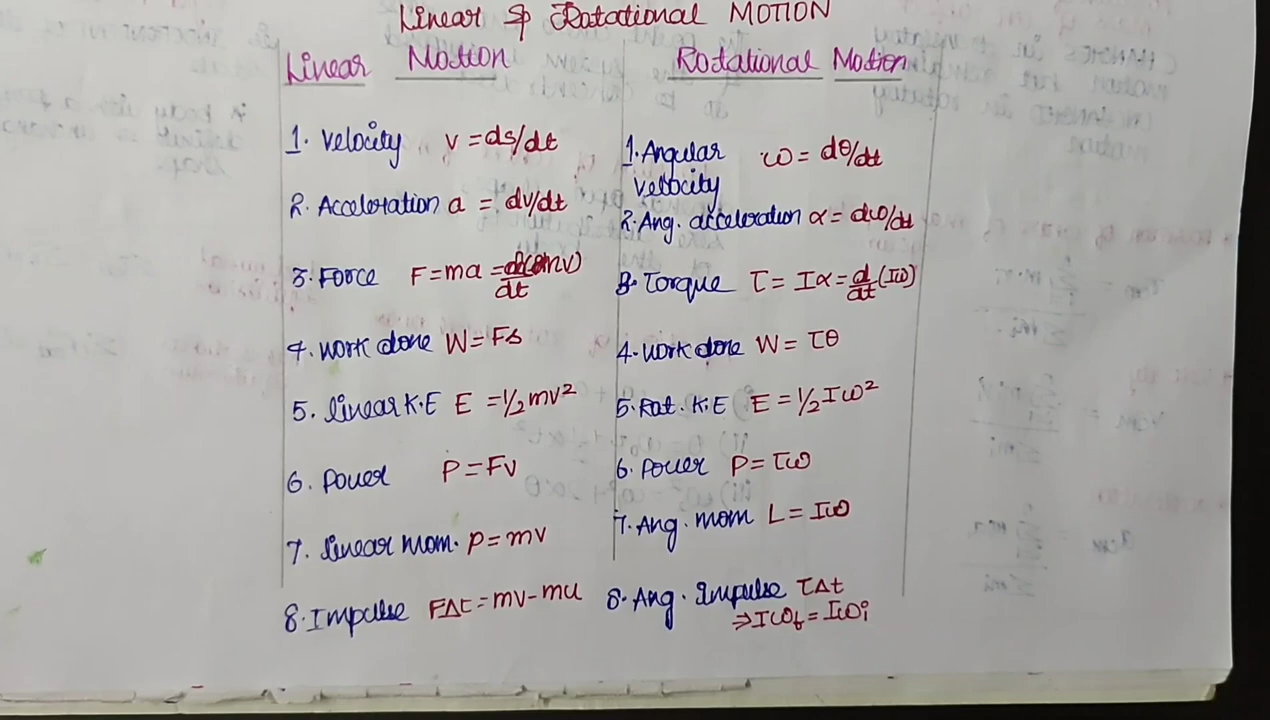 Linear & Rotational MOTION
Linear Motion
Rotational Motion
1. Velocity v = ds/dt
1. Angular velocity ω = dθ/dt
2. Acceleration a = dv/dt
2. Ang. acceleration α = dω/dt
3. Force F = ma = d(mv)/dt
3. Torque τ = Iα = d/dt (Iω)
4. Work done W = Fs
4. Work done W = τθ
5. linear K.E E = 1/2 mv²
5. Rot. K.E E = 1/2 Iω²
6. Power P = Fv
6. Power P = τω
7. linear mom. P = mv
7. Ang. mom L = Iω
8. Impulse FΔt = mv - mu
8. Ang. Impulse τΔt
⇒ Iωf = Iωi